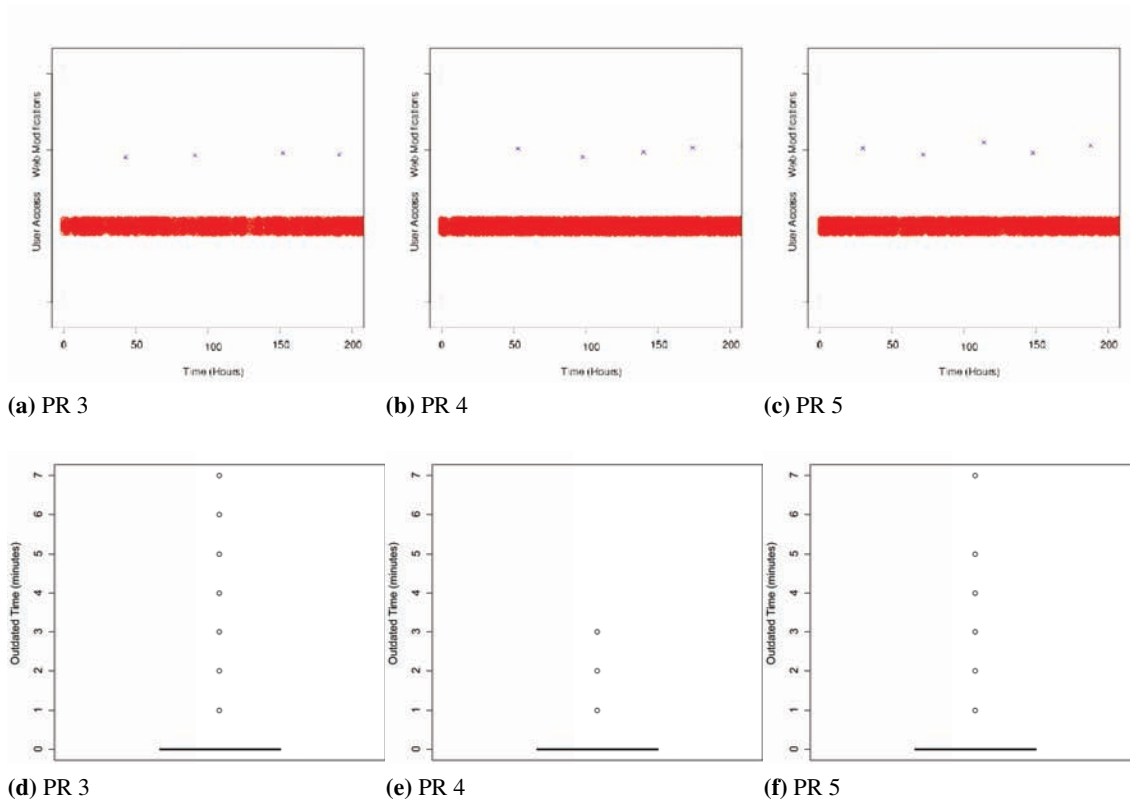 Web Modifications
User Access
0 50 100 150 200
Time (Hours)
(a) PR 3
Web Modifications
User Access
0 50 100 150 200
Time (Hours)
(b) PR 4
Web Modifications
User Access
0 50 100 150 200
Time (Hours)
(c) PR 5
Outdated Time (minutes)
7
6
5
4
3
2
1
0
(d) PR 3
Outdated Time (minutes)
7
6
5
4
3
2
1
0
(e) PR 4
Outdated Time (minutes)
7
6
5
4
3
2
1
0
(f) PR 5